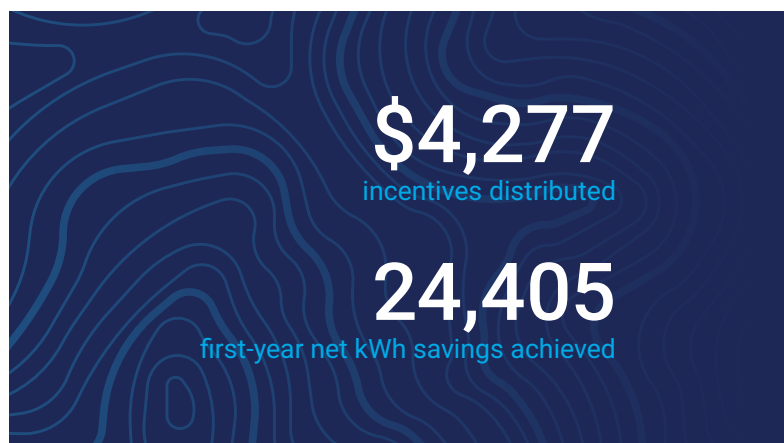 $4,277
incentives distributed
24,405
first-year net kWh savings achieved